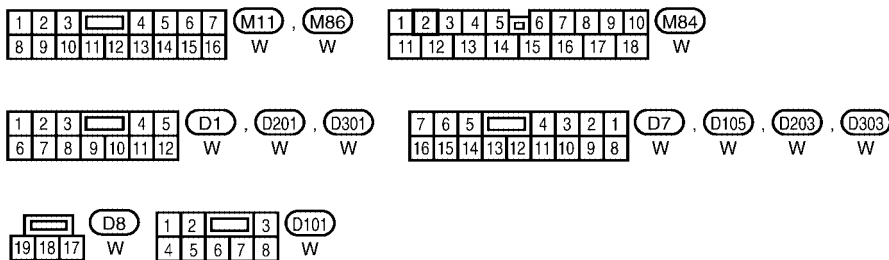 1 2 3 4 5 6 7 M11 , M86 1 2 3 4 5 6 7 8 9 10 M84
8 9 10 11 12 13 14 15 16 W W 11 12 13 14 15 16 17 18 W
1 2 3 4 5 D1 , D201 , D301 7 6 5 4 3 2 1 D7 , D105 , D203 , D303
6 7 8 9 10 11 12 W W W 16 15 14 13 12 11 10 9 8 W W W W
D8 1 2 3 D101
19 18 17 W 4 5 6 7 8 W